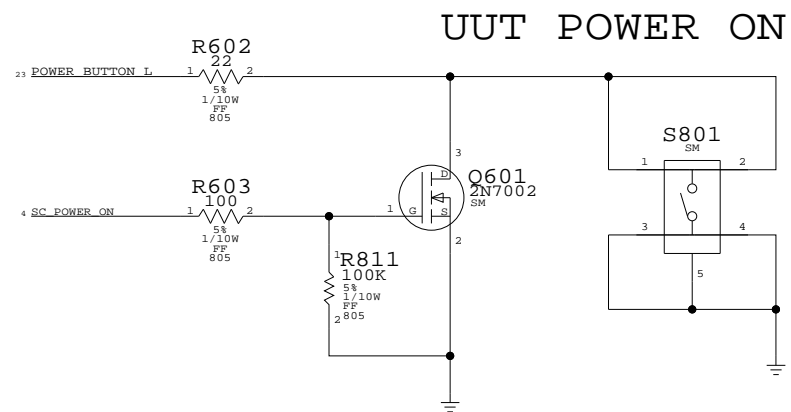 UUT POWER ON
R602
22
23 POWER_BUTTON_L 1 2
5%
1/10W
FF
805
S801
SM
1 2
3
Q601
2N7002
SM
D
G
S
1
2
R603
100
4 SC_POWER_ON 1 2
5%
1/10W
FF
805
3 4
5
1
R811
100K
5%
1/10W
FF
2 805